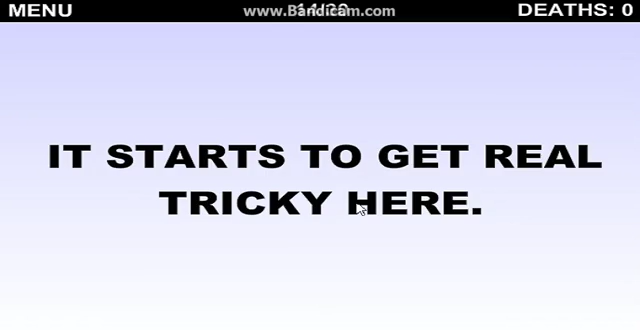 MENU
www.Bandicam.com
DEATHS: 0
IT STARTS TO GET REAL
TRICKY HERE.